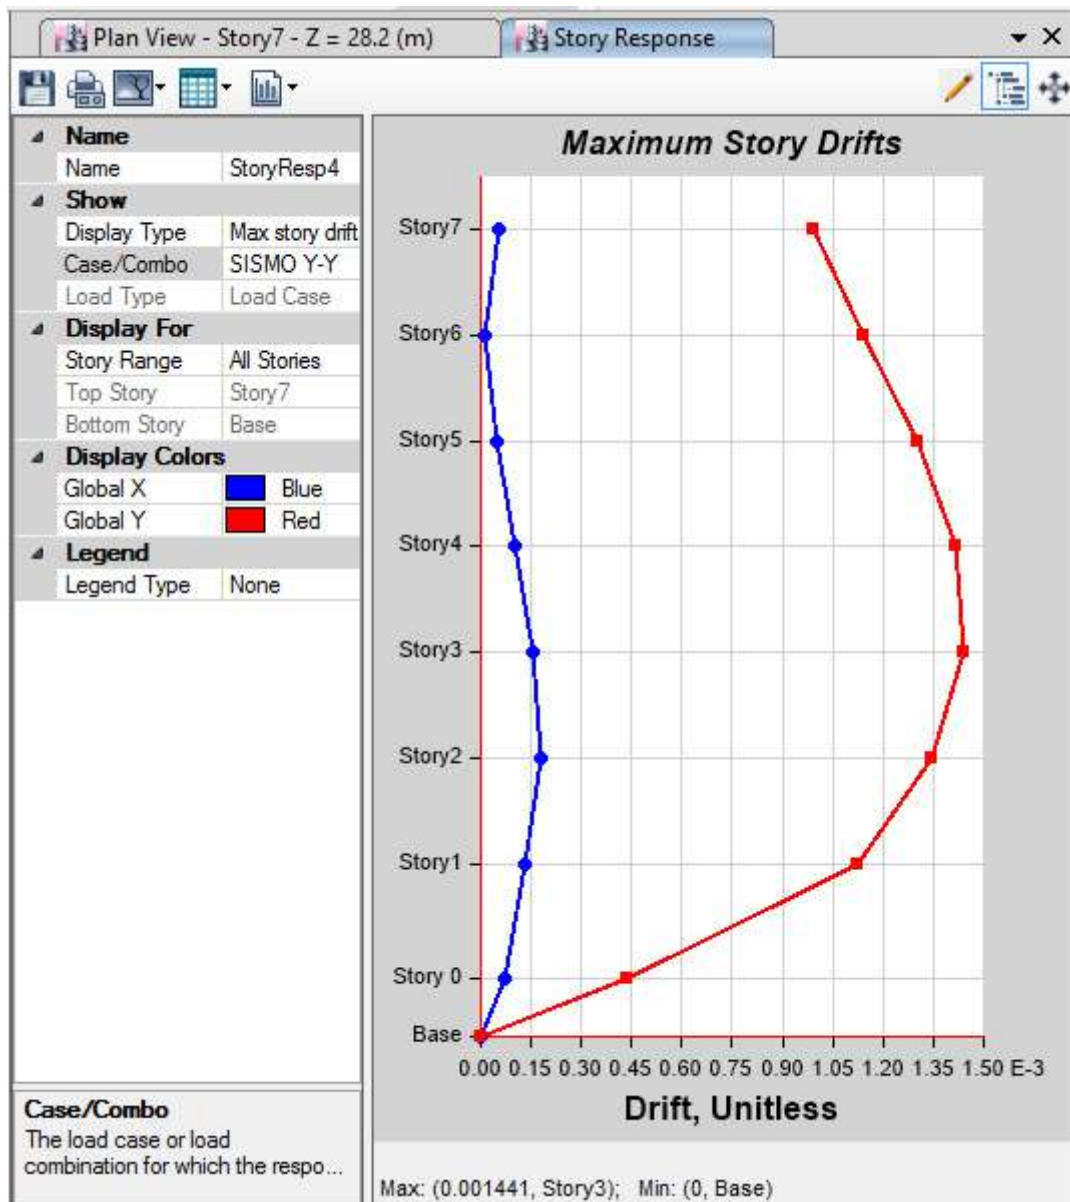 Plan View - Story7 - Z = 28.2 (m)
Story Response
Name
Name StoryResp4
Show
Display Type Max story drift
Case/Combo SISMO Y-Y
Load Type Load Case
Display For
Story Range All Stories
Top Story Story7
Bottom Story Base
Display Colors
Global X Blue
Global Y Red
Legend
Legend Type None
Case/Combo
The load case or load
combination for which the respo...
Maximum Story Drifts
Story7
Story6
Story5
Story4
Story3
Story2
Story1
Story 0
Base
0.00 0.15 0.30 0.45 0.60 0.75 0.90 1.05 1.20 1.35 1.50 E-3
Drift, Unitless
Max: (0.001441, Story3); Min: (0, Base)